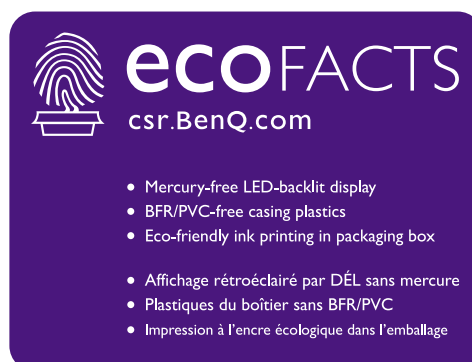 ecoFACTS
csr.BenQ.com
• Mercury-free LED-backlit display
• BFR/PVC-free casing plastics
• Eco-friendly ink printing in packaging box
• Affichage rétroéclairé par DÉL sans mercure
• Plastiques du boîtier sans BFR/PVC
• Impression à l'encre écologique dans l'emballage